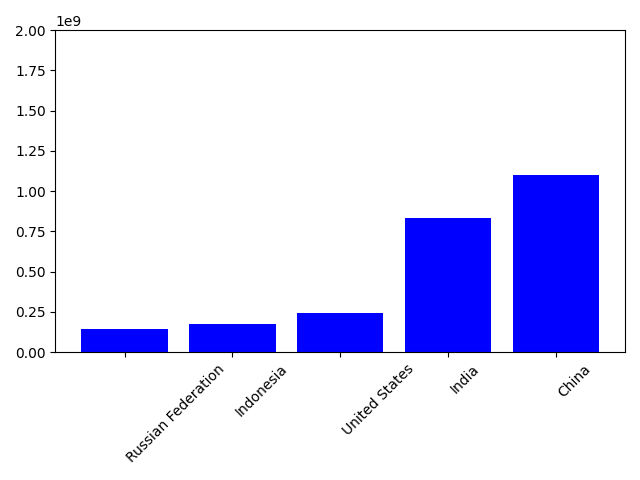 1e9
2.00
1.75
1.50
1.25
1.00
0.75
0.50
0.25
0.00
Russian Federation
Indonesia
United States
India
China